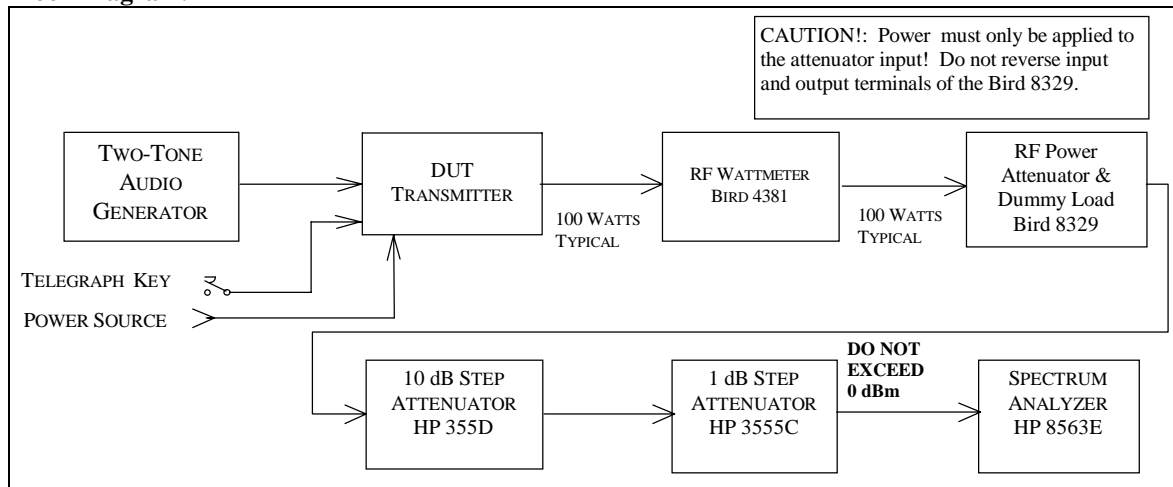 CAUTION!: Power must only be applied to
the attenuator input! Do not reverse input
and output terminals of the Bird 8329.
TWO-TONE
AUDIO
GENERATOR
DUT
TRANSMITTER
RF WATTMETER
BIRD 4381
RF Power
Attenuator &
Dummy Load
Bird 8329
100 WATTS
TYPICAL
100 WATTS
TYPICAL
TELEGRAPH KEY
POWER SOURCE
10 dB STEP
ATTENUATOR
HP 355D
1 dB STEP
ATTENUATOR
HP 3555C
DO NOT
EXCEED
0 dBm
SPECTRUM
ANALYZER
HP 8563E